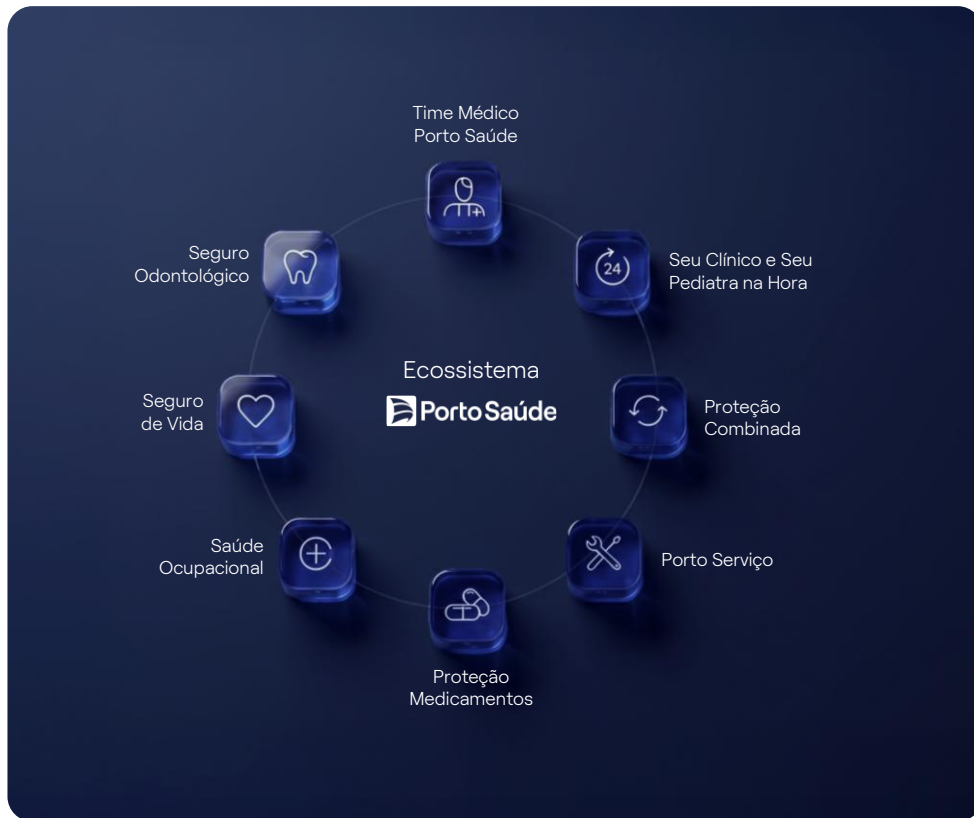 Time Médico
Porto Saúde
Seguro
Odontológico
24
Seu Clínico e Seu
Pediatra na Hora
Ecossistema
Porto Saúde
Seguro
de Vida
Proteção
Combinada
Saúde
Ocupacional
Porto Serviço
Proteção
Medicamentos